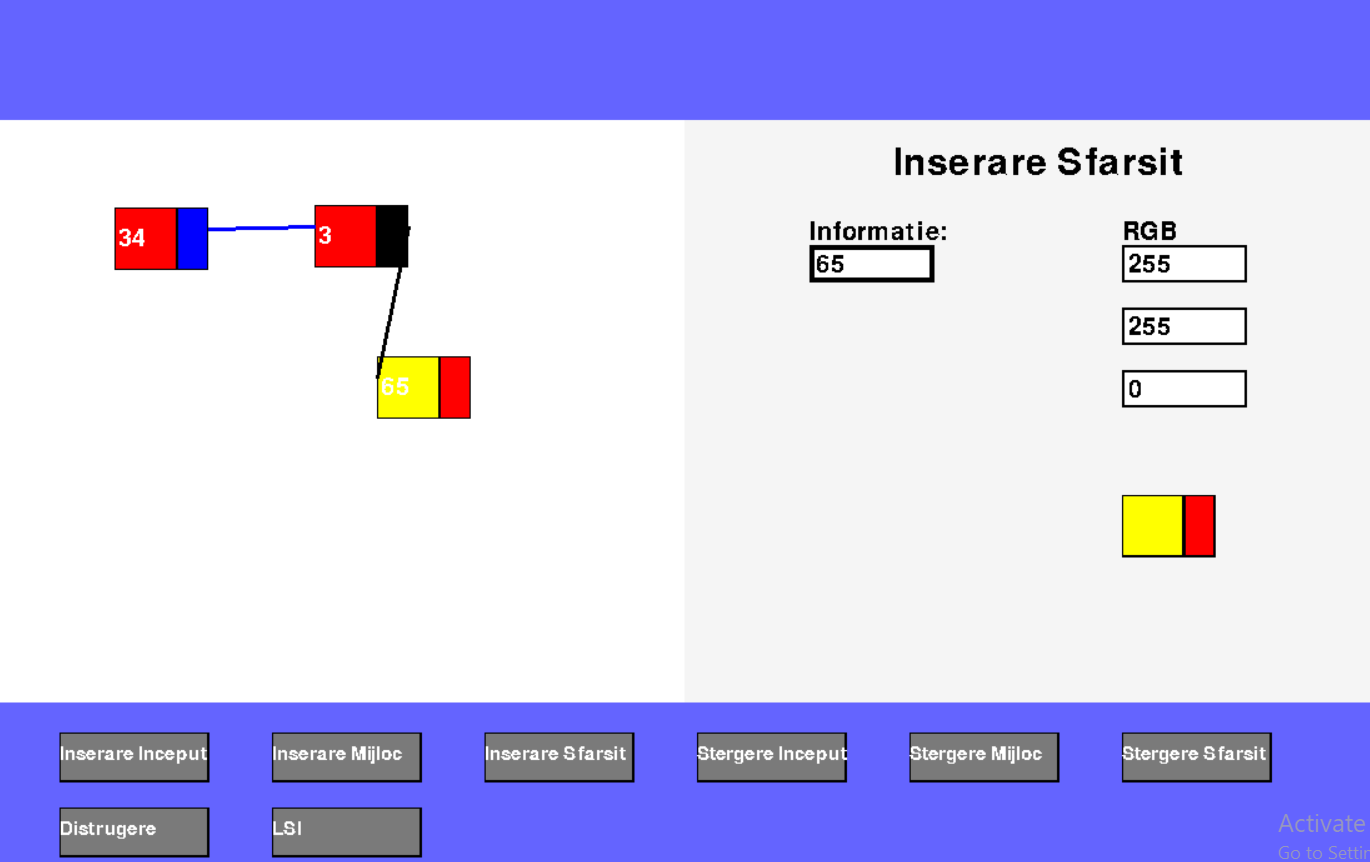 Inserare Sfarsit
Informatie:
RGB
34
3
65
255
255
65
0
Inserare Inceput
Inserare Mijloc
Inserare Sfarsit
Stergere Inceput
Stergere Mijloc
Stergere Sfarsit
Distrugere
LSI
Activate
Go to Settin